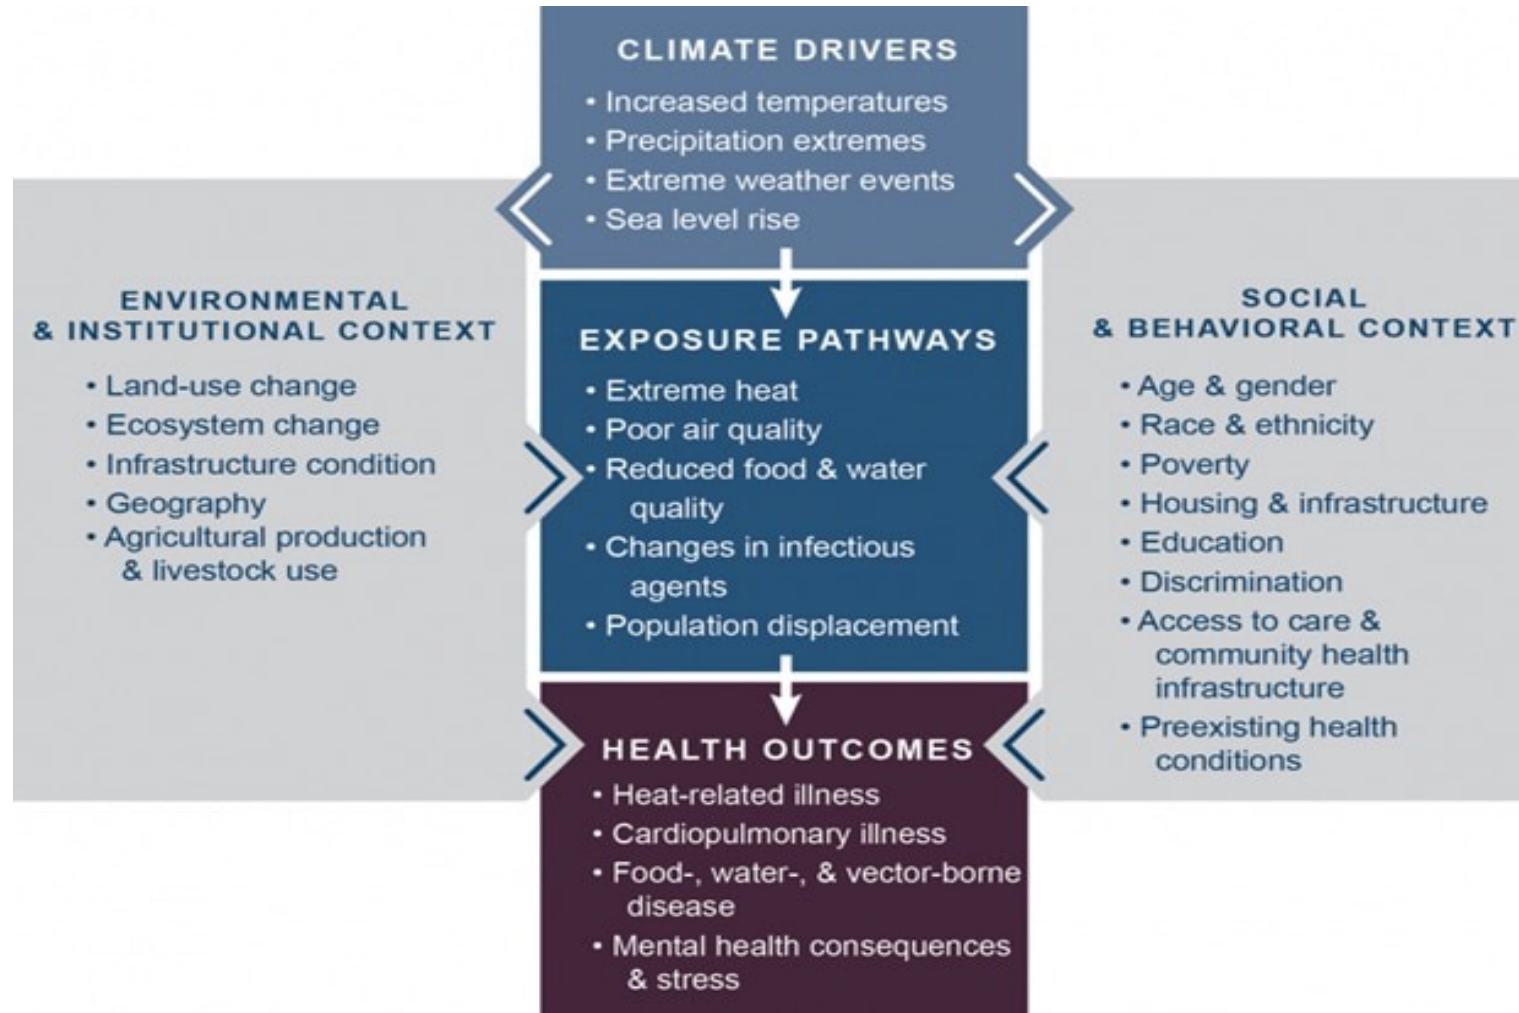 CLIMATE DRIVERS
• Increased temperatures
• Precipitation extremes
• Extreme weather events
• Sea level rise
ENVIRONMENTAL
& INSTITUTIONAL CONTEXT
• Land-use change
• Ecosystem change
• Infrastructure condition
• Geography
• Agricultural production
& livestock use
EXPOSURE PATHWAYS
• Extreme heat
• Poor air quality
• Reduced food & water
quality
• Changes in infectious
agents
• Population displacement
SOCIAL
& BEHAVIORAL CONTEXT
• Age & gender
• Race & ethnicity
• Poverty
• Housing & infrastructure
• Education
• Discrimination
• Access to care &
community health
infrastructure
• Preexisting health
conditions
HEALTH OUTCOMES
• Heat-related illness
• Cardiopulmonary illness
• Food-, water-, & vector-borne
disease
• Mental health consequences
& stress